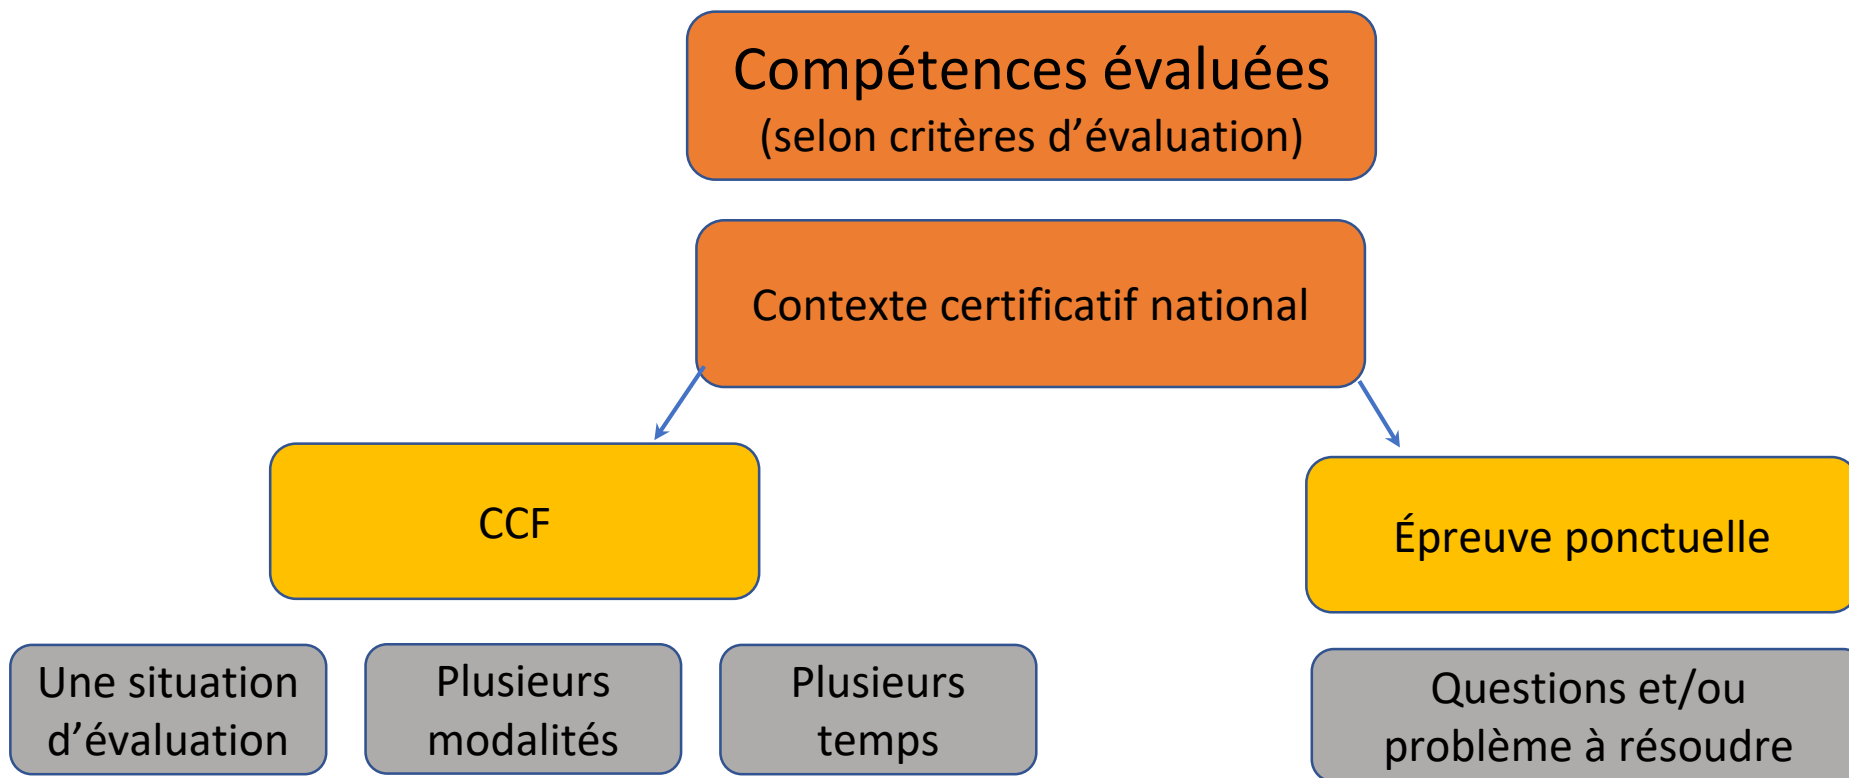 Compétences évaluées
(selon critères d’évaluation)
Contexte certificatif national
CCF
Épreuve ponctuelle
Une situation
d’évaluation
Plusieurs
modalités
Plusieurs
temps
Questions et/ou
problème à résoudre